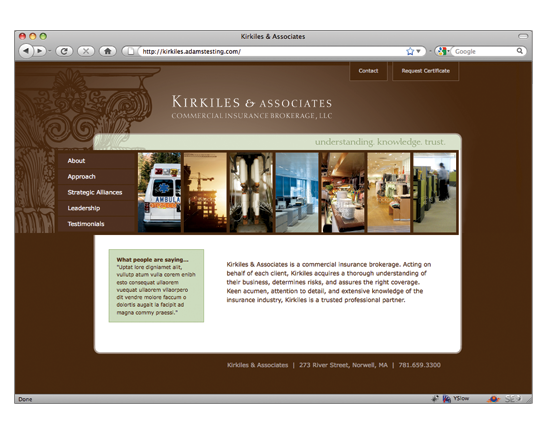 Kirkiles & Associates
http://kirkiles.adamstesting.com/
Google
Contact
Request Certificate
KIRKILES & ASSOCIATES
COMMERCIAL INSURANCE BROKERAGE, LLC
understanding. knowledge. trust.
About
Approach
Strategic Alliances
Leadership
Testimonials
AMBUL
What people are saying...
"Uptat lore digniamet alit,
vullutp atum vulla corem enibh
esto consequat ullaorem
vuequat ullaorem vllaorpero
dit vendre molore faccum o
dolortis augait la facipit ad
magna commy praessi."
Kirkiles & Associates is a commercial insurance brokerage. Acting on
behalf of each client, Kirkiles acquires a thorough understanding of
their business, determines risks, and assures the right coverage.
Keen acumen, attention to detail, and extensive knowledge of the
insurance industry, Kirkiles is a trusted professional partner.
Kirkiles & Associates | 273 River Street, Norwell, MA | 781.659.3300
Done
YSlow